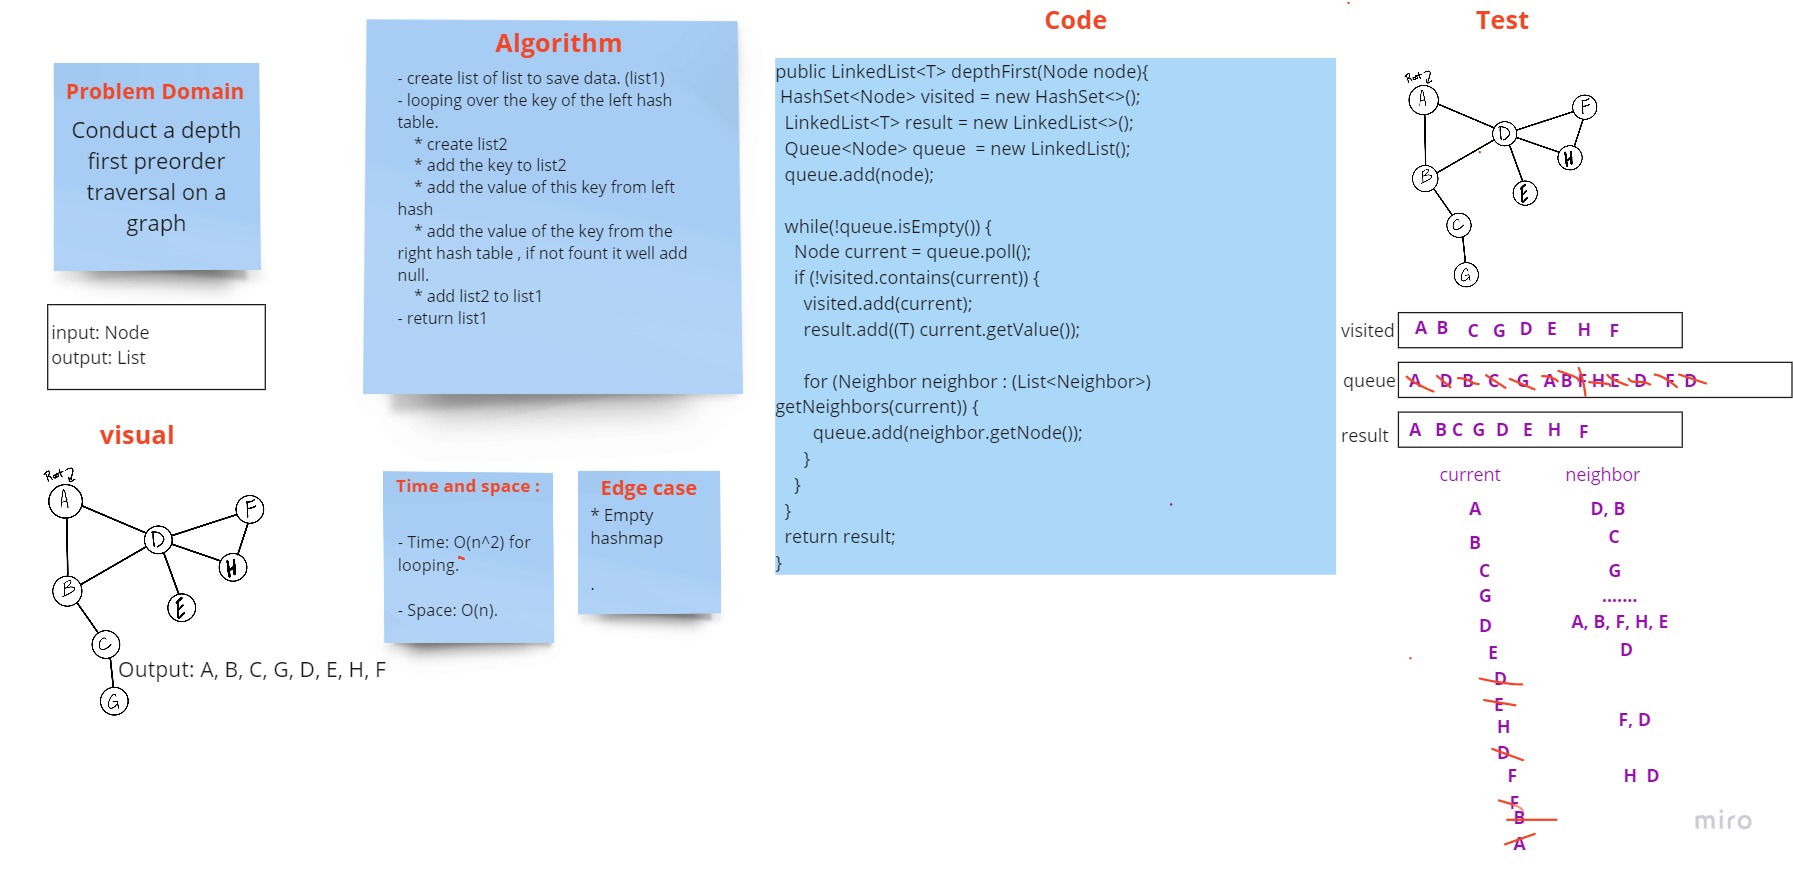 Problem Domain
Conduct a depth
first preorder
traversal on a
graph
input: Node
output: List
visual
Root
A
F
D
H
B
E
C
Output: A, B, C, G, D, E, H, F
G
Algorithm
- create list of list to save data. (list1)
- looping over the key of the left hash
table.
* create list2
* add the key to list2
* add the value of this key from left
hash
* add the value of the key from the
right hash table , if not fount it well add
null.
* add list2 to list1
- return list1
Time and space :
- Time: O(n^2) for
looping.
- Space: O(n).
Edge case
* Empty
hashmap
.
Code
public LinkedList<T> depthFirst(Node node){
HashSet<Node> visited = new HashSet<>();
LinkedList<T> result = new LinkedList<>();
Queue<Node> queue  = new LinkedList();
queue.add(node);
while(!queue.isEmpty()) {
Node current = queue.poll();
if (!visited.contains(current)) {
visited.add(current);
result.add((T) current.getValue());
for (Neighbor neighbor : (List<Neighbor>)
getNeighbors(current)) {
queue.add(neighbor.getNode());
}
}
}
return result;
}
Test
Root
A
F
D
H
B
E
C
G
visited A B C G D E H F
queue A D B C G A B F H E D F D
result A B C G D E H F
current neighbor
A D, B
B C
C G
G .......
D A, B, F, H, E
E D
D
E
H F, D
D
F H D
F
B
A
miro